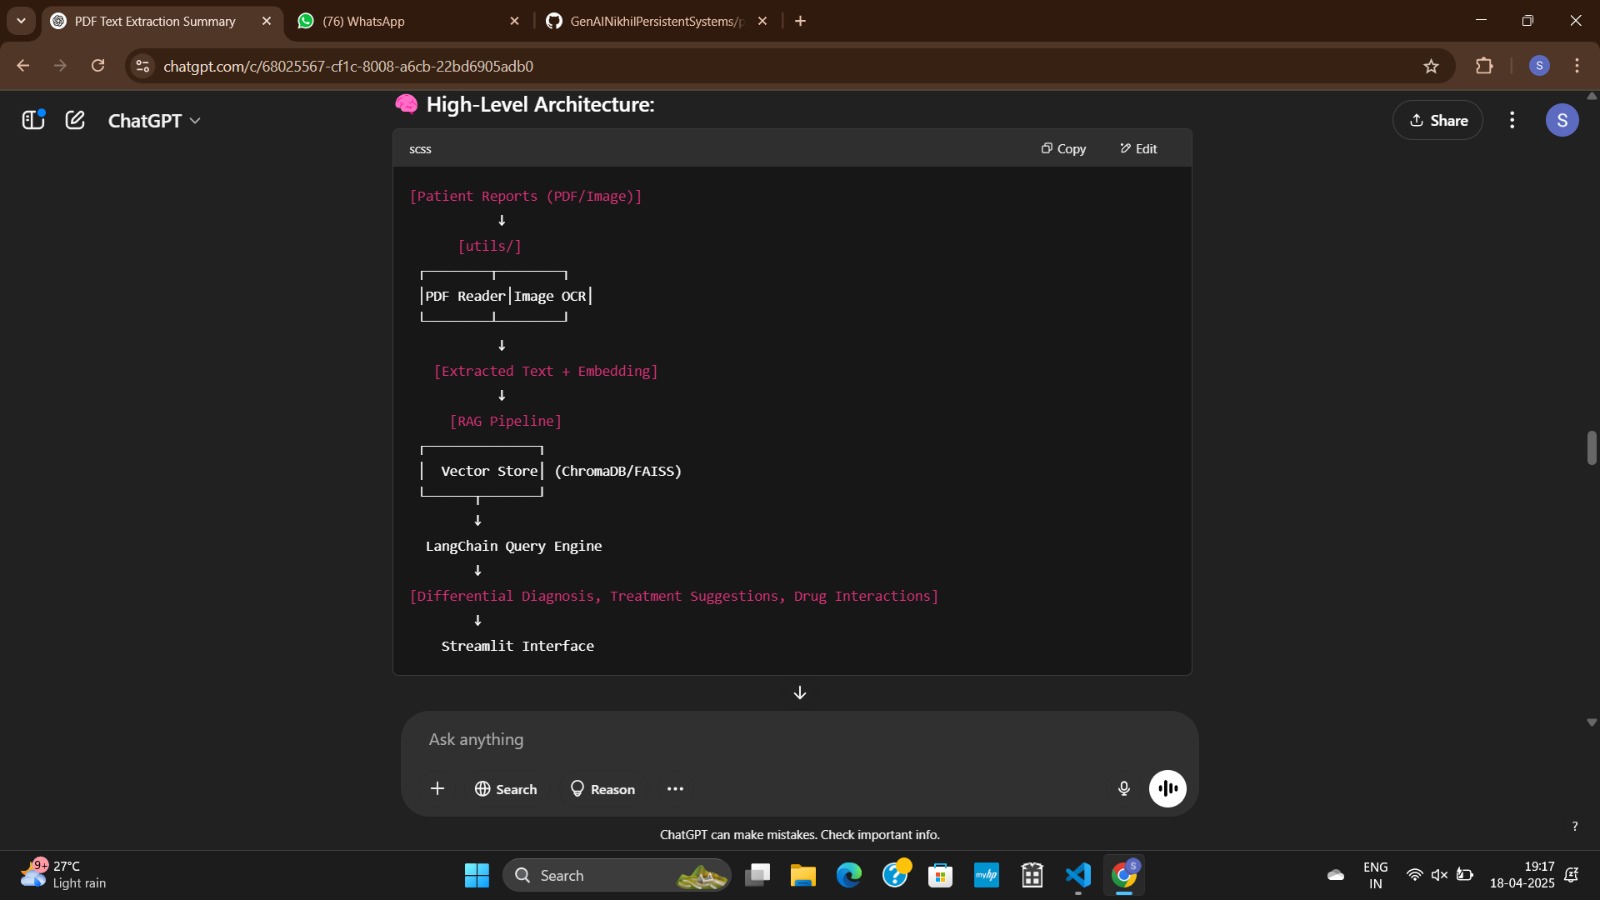 PDF Text Extraction Summary
(76) WhatsApp
GenAINikhilPersistentSystems/p
chatgpt.com/c/68025567-cf1c-8008-a6cb-22bd6905adb0
S
ChatGPT
🧠 High-Level Architecture:
Share
S
scss
Copy
Edit
[Patient Reports (PDF/Image)]
↓
[utils/]
PDF Reader│Image OCR│
↓
[Extracted Text + Embedding]
↓
[RAG Pipeline]
│ Vector Store│ (ChromaDB/FAISS)
↓
LangChain Query Engine
↓
[Differential Diagnosis, Treatment Suggestions, Drug Interactions]
↓
Streamlit Interface
Ask anything
Search
Reason
ChatGPT can make mistakes. Check important info.
?
9+
27°C
Light rain
Search
myhp
S
ENG
IN
19:17
18-04-2025